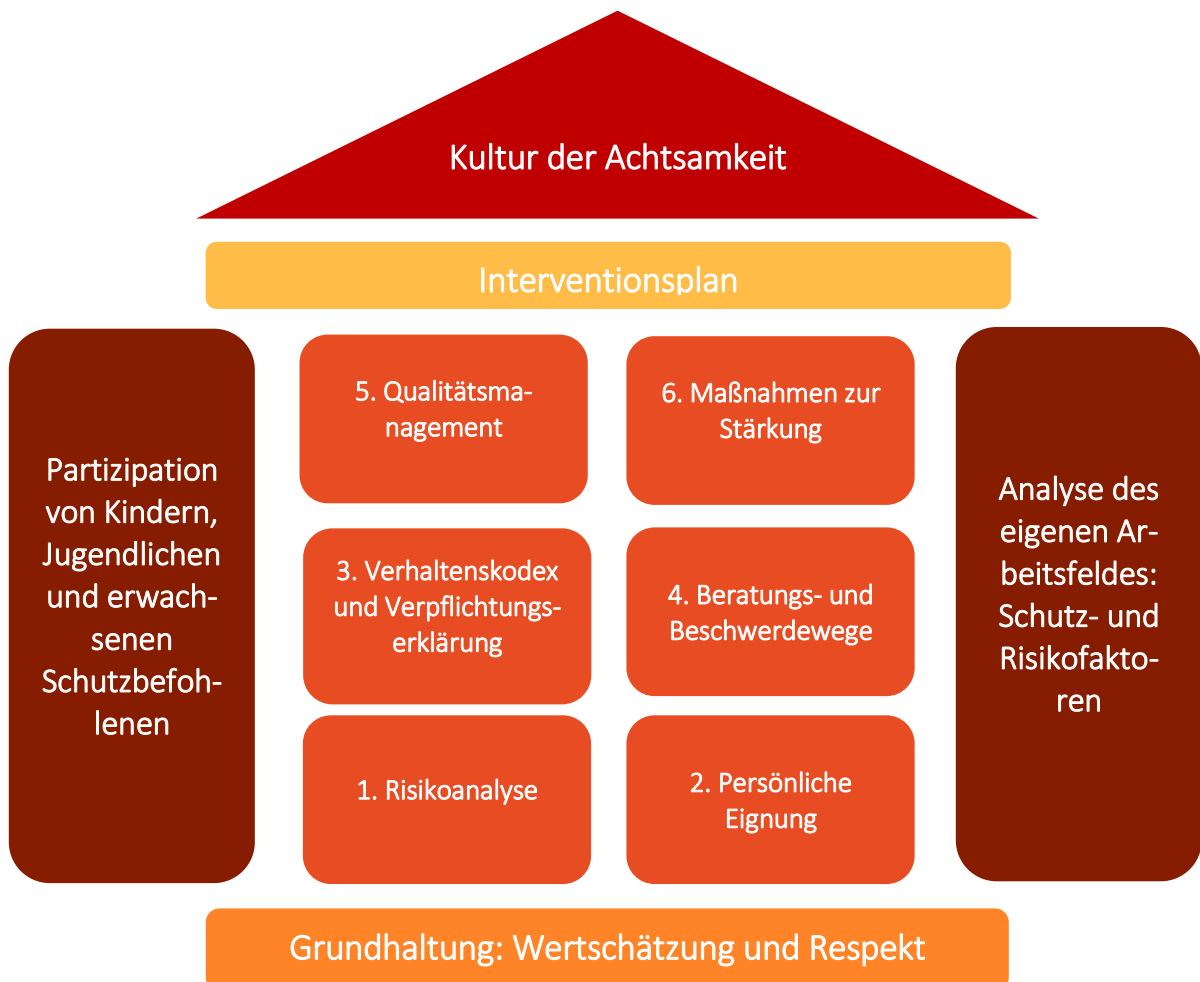 Kultur der Achtsamkeit
Interventionsplan
Partizipation
von Kindern,
Jugendlichen
und erwach-
senen
Schutzbefoh-
lenen
5. Qualitätsma-
nagement
6. Maßnahmen zur
Stärkung
3. Verhaltenskodex
und Verpflichtungs-
erklärung
4. Beratungs- und
Beschwerdewege
1. Risikoanalyse
2. Persönliche
Eignung
Analyse des
eigenen Ar-
beitsfeldes:
Schutz- und
Risikofakto-
ren
Grundhaltung: Wertschätzung und Respekt